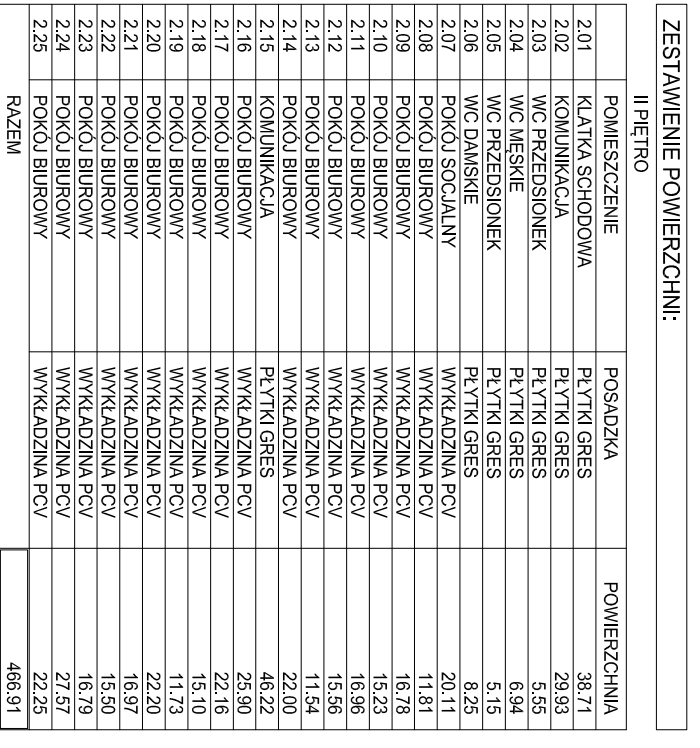 ZESTAWIENIE POWIERZCHNI:
II PIĘTRO
POMIESZCZENIE POSADZKA POWIERZCHNIA
2.01 KLATKA SCHODOWA PŁYTKI GRES 38.71
2.02 KOMUNIKACJA PŁYTKI GRES 29.93
2.03 WC PRZEDSIONEK PŁYTKI GRES 5.55
2.04 WC MĘSKIE PŁYTKI GRES 6.94
2.05 WC PRZEDSIONEK PŁYTKI GRES 5.15
2.06 WC DAMSKIE PŁYTKI GRES 8.25
2.07 POKÓJ SOCJALNY WYKŁADZINA PCV 20.11
2.08 POKÓJ BIUROWY WYKŁADZINA PCV 11.81
2.09 POKÓJ BIUROWY WYKŁADZINA PCV 16.78
2.10 POKÓJ BIUROWY WYKŁADZINA PCV 15.23
2.11 POKÓJ BIUROWY WYKŁADZINA PCV 16.96
2.12 POKÓJ BIUROWY WYKŁADZINA PCV 15.56
2.13 POKÓJ BIUROWY WYKŁADZINA PCV 11.54
2.14 POKÓJ BIUROWY WYKŁADZINA PCV 22.00
2.15 KOMUNIKACJA PŁYTKI GRES 46.22
2.16 POKÓJ BIUROWY WYKŁADZINA PCV 25.90
2.17 POKÓJ BIUROWY WYKŁADZINA PCV 22.16
2.18 POKÓJ BIUROWY WYKŁADZINA PCV 15.10
2.19 POKÓJ BIUROWY WYKŁADZINA PCV 11.73
2.20 POKÓJ BIUROWY WYKŁADZINA PCV 22.20
2.21 POKÓJ BIUROWY WYKŁADZINA PCV 16.97
2.22 POKÓJ BIUROWY WYKŁADZINA PCV 15.50
2.23 POKÓJ BIUROWY WYKŁADZINA PCV 16.79
2.24 POKÓJ BIUROWY WYKŁADZINA PCV 27.57
2.25 POKÓJ BIUROWY WYKŁADZINA PCV 22.25
RAZEM 466.91